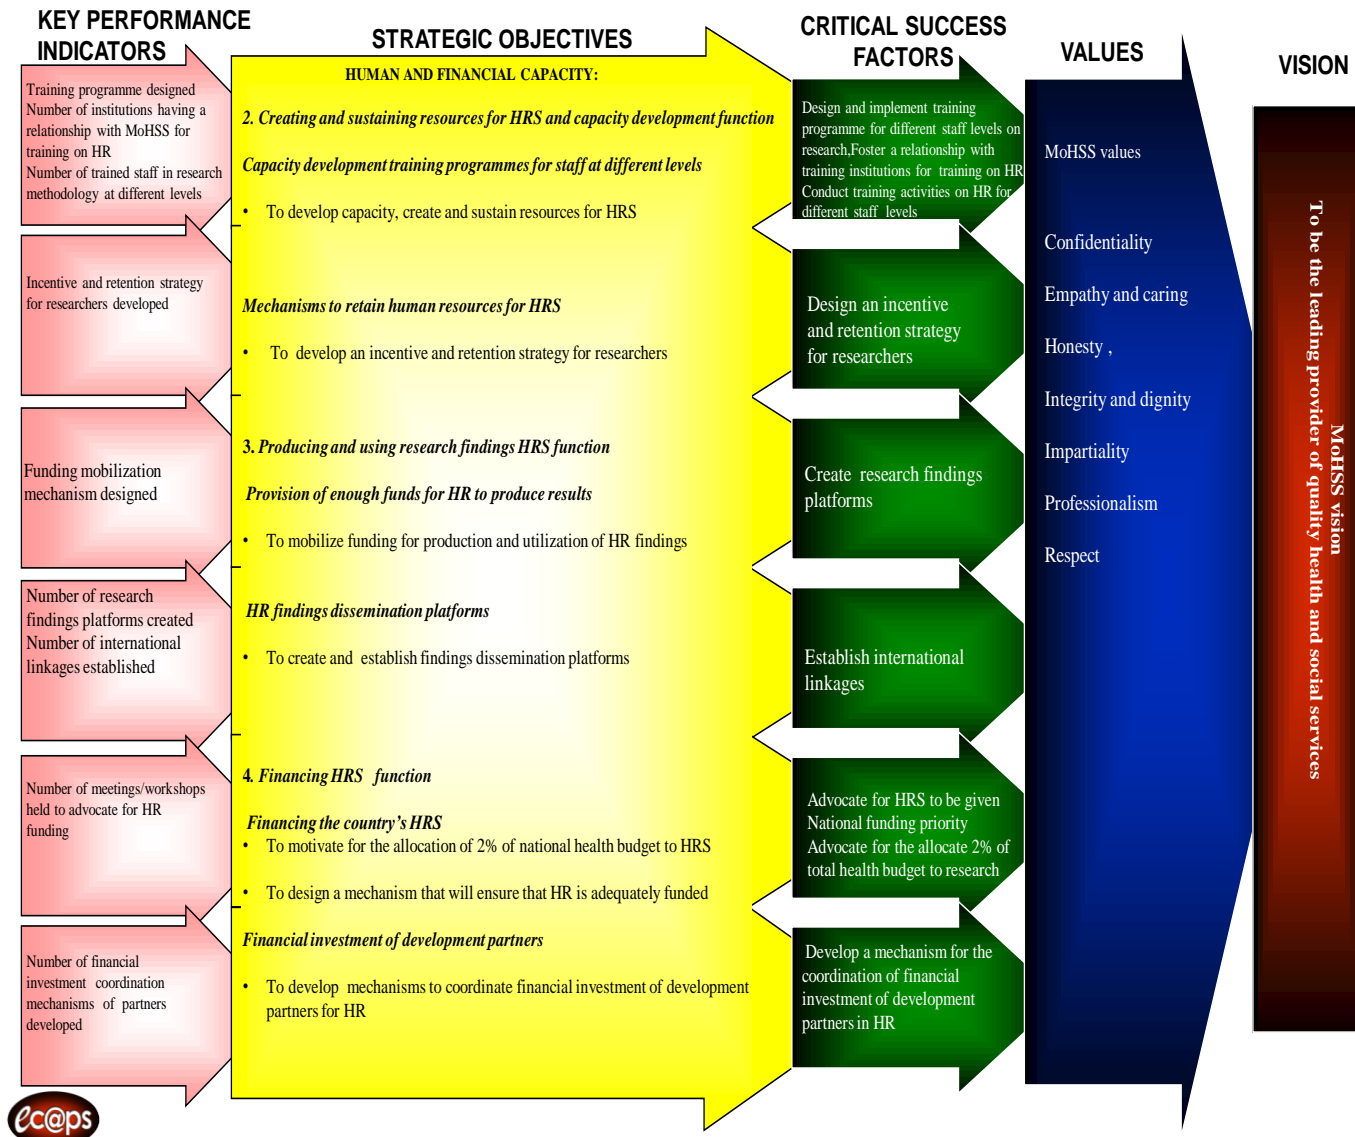 KEY PERFORMANCE
INDICATORS
Training programme designed
Number of institutions having a
relationship with MoHSS for
training on HR
Number of trained staff in research
methodology at different levels
Incentive and retention strategy
for researchers developed
Funding mobilization
mechanism designed
Number of research
findings platforms created
Number of international
linkages established
Number of meetings/workshops
held to advocate for HR
funding
Number of financial
investment coordination
mechanisms of partners
developed
STRATEGIC OBJECTIVES
HUMAN AND FINANCIAL CAPACITY:
2. Creating and sustaining resources for HRS and capacity development function
Capacity development training programmes for staff at different levels
• To develop capacity, create and sustain resources for HRS
Mechanisms to retain human resources for HRS
• To develop an incentive and retention strategy for researchers
3. Producing and using research findings HRS function
Provision of enough funds for HR to produce results
• To mobilize funding for production and utilization of HR findings
HR findings dissemination platforms
• To create and establish findings dissemination platforms
4. Financing HRS function
Financing the country's HRS
• To motivate for the allocation of 2% of national health budget to HRS
• To design a mechanism that will ensure that HR is adequately funded
Financial investment of development partners
• To develop mechanisms to coordinate financial investment of development
partners for HR
CRITICAL SUCCESS
FACTORS
Design and implement training
programme for different staff levels on
research,Foster a relationship with
training institutions for training on HR
Conduct training activities on HR for
different staff levels
Design an incentive
and retention strategy
for researchers
Create research findings
platforms
Establish international
linkages
Advocate for HRS to be given
National funding priority
Advocate for the allocate 2% of
total health budget to research
Develop a mechanism for the
coordination of financial
investment of development
partners in HR
VALUES
MoHSS values
Confidentiality
Empathy and caring
Honesty ,
Integrity and dignity
Impartiality
Professionalism
Respect
VISION
MoHSS vision
To be the leading provider of quality health and social services
ec@ps